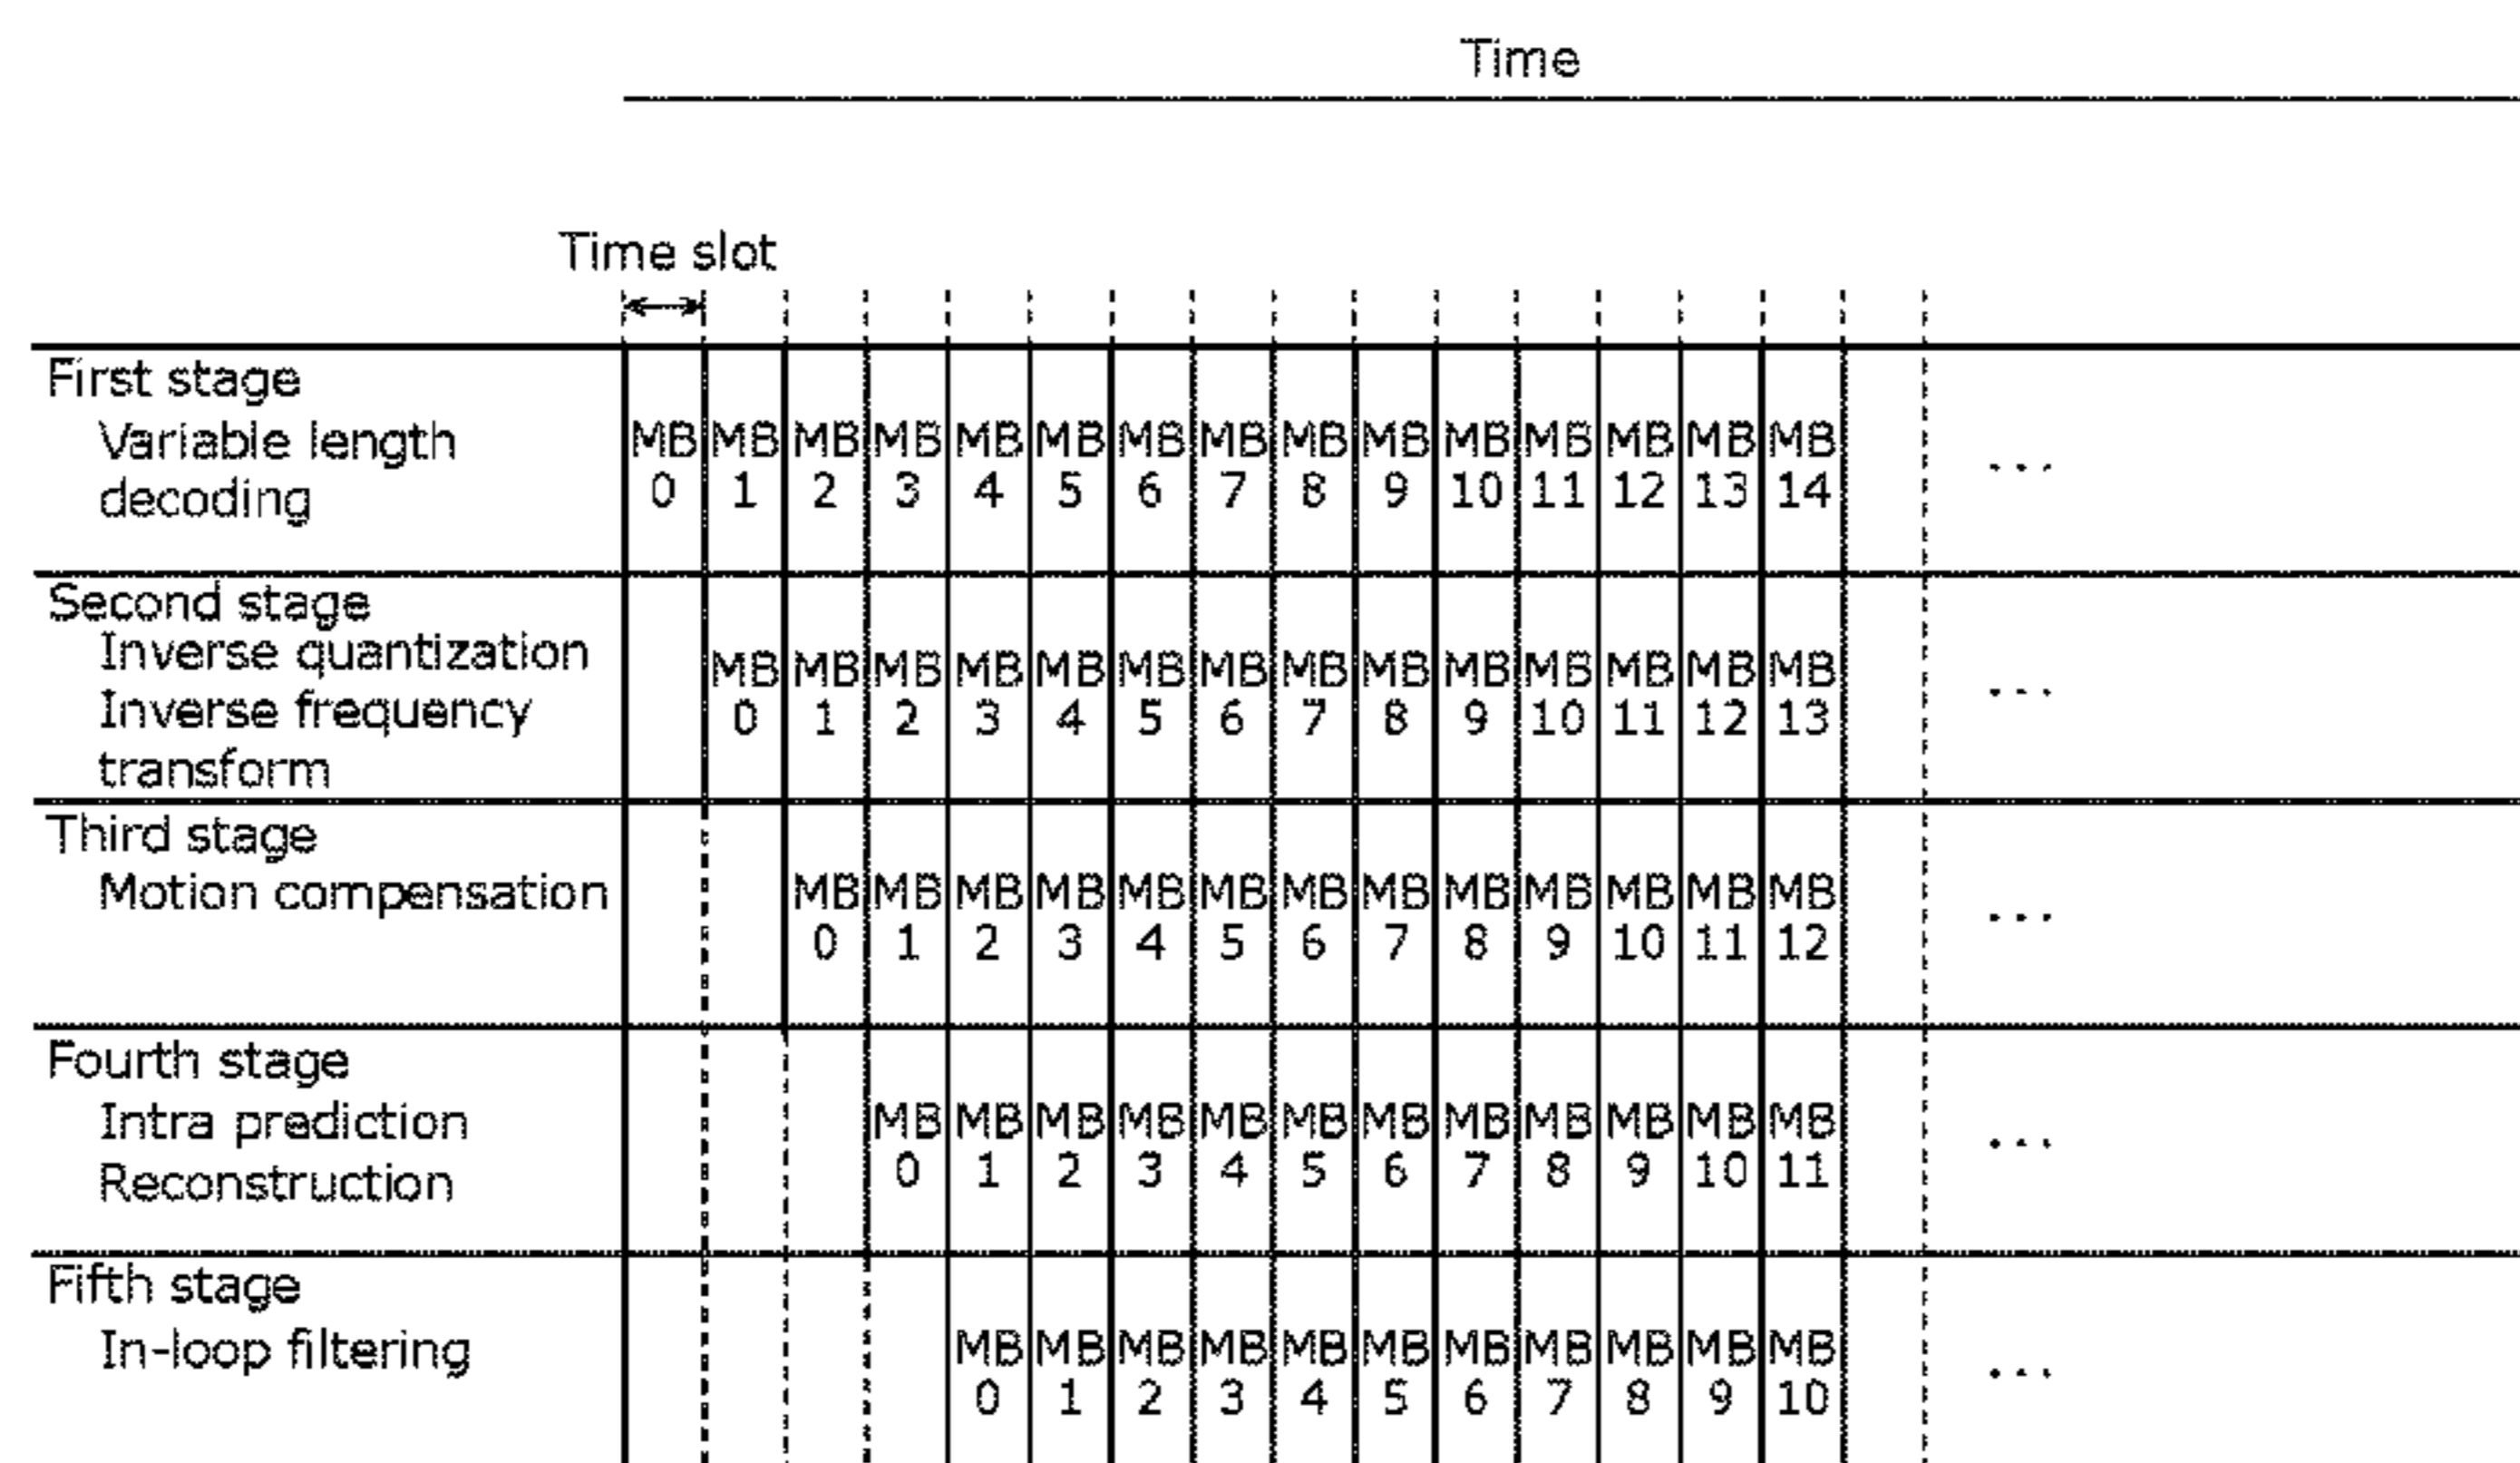 Time
Time slot
First stage
Variable length
decoding
MB MB MB MB MB MB MB MB MB MB MB MB MB MB MB
0 1 2 3 4 5 6 7 8 9 10 11 12 13 14
...
Second stage
Inverse quantization
Inverse frequency
transform
MB MB MB MB MB MB MB MB MB MB MB MB MB MB
0 1 2 3 4 5 6 7 8 9 10 11 12 13
...
Third stage
Motion compensation
MB MB MB MB MB MB MB MB MB MB MB MB MB
0 1 2 3 4 5 6 7 8 9 10 11 12
...
Fourth stage
Intra prediction
Reconstruction
MB MB MB MB MB MB MB MB MB MB MB MB
0 1 2 3 4 5 6 7 8 9 10 11
...
Fifth stage
In-loop filtering
MB MB MB MB MB MB MB MB MB MB MB
0 1 2 3 4 5 6 7 8 9 10
...